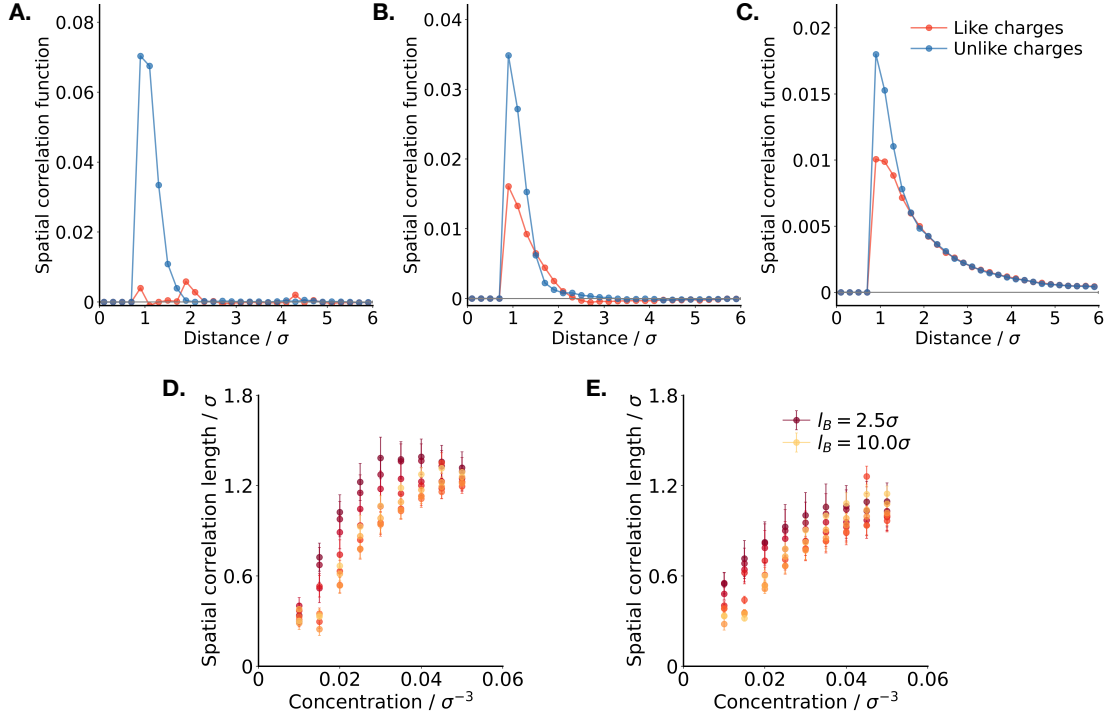 A.
Spatial correlation function
0.08
0.06
0.04
0.02
0
0 1 2 3 4 5 6
Distance / σ
B.
Spatial correlation function
0.04
0.03
0.02
0.01
0
0 1 2 3 4 5 6
Distance / σ
C.
Spatial correlation function
0.02
0.015
0.01
0.005
0
0 1 2 3 4 5 6
Distance / σ
Like charges
Unlike charges
D.
Spatial correlation length / σ
1.8
1.2
0.6
0
0 0.02 0.04 0.06
Concentration / σ⁻³
E.
Spatial correlation length / σ
1.8
1.2
0.6
0
0 0.02 0.04 0.06
Concentration / σ⁻³
l_B = 2.5σ
l_B = 10.0σ